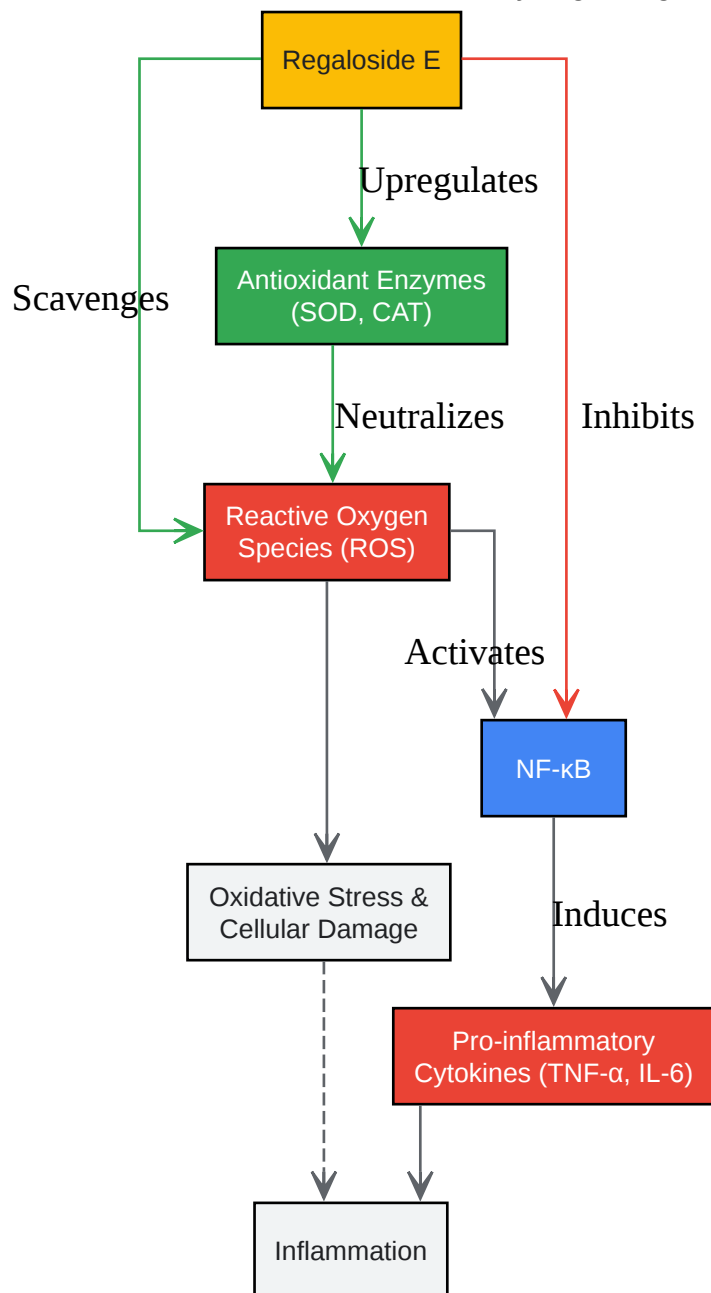 Regaloside E
Upregulates
Antioxidant Enzymes
(SOD, CAT)
Scavenges
Neutralizes
Inhibits
Reactive Oxygen
Species (ROS)
Activates
NF-κB
Oxidative Stress &
Cellular Damage
Induces
Pro-inflammatory
Cytokines (TNF-α, IL-6)
Inflammation